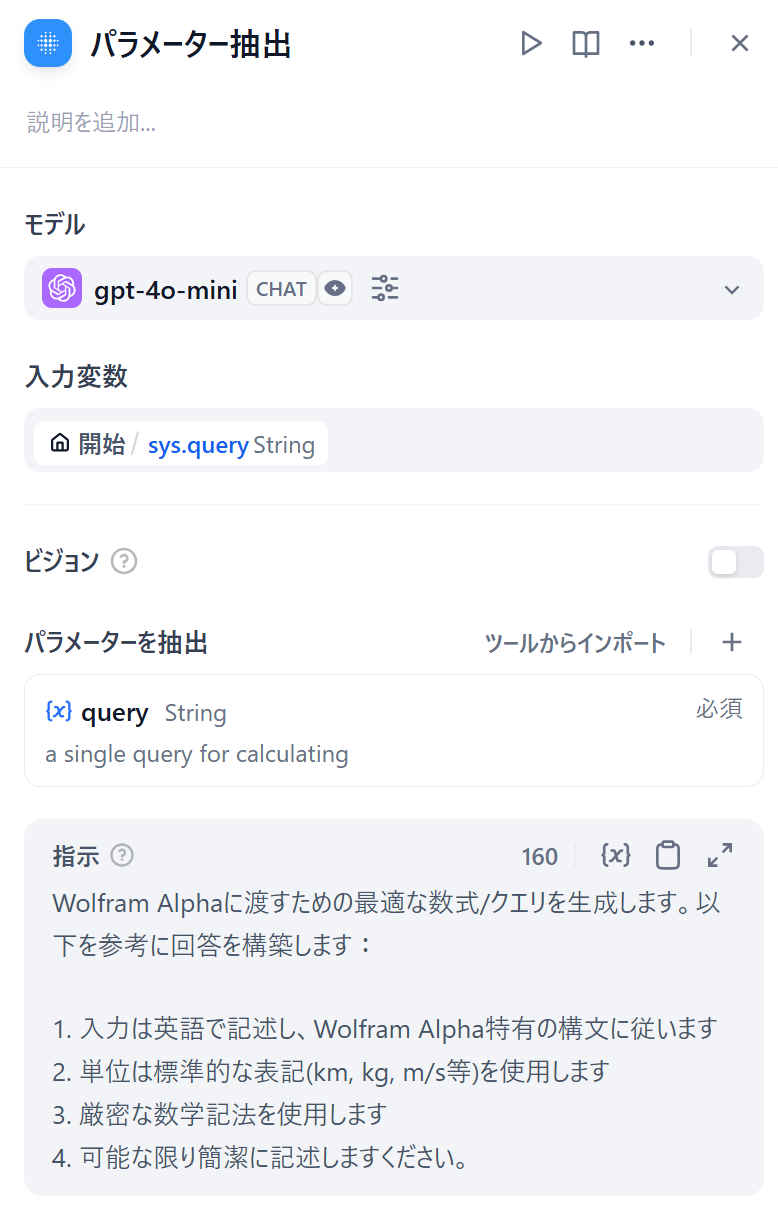 パラメーター抽出
説明を追加...
モデル
gpt-4o-mini CHAT
入力変数
開始 / sys.query String
ビジョン
パラメーターを抽出 ツールからインポート
{x} query String 必須
a single query for calculating
指示 160 {x}
Wolfram Alphaに渡すための最適な数式/クエリを生成します。以
下を参考に回答を構築します：
1. 入力は英語で記述し、Wolfram Alpha特有の構文に従います
2. 単位は標準的な表記(km, kg, m/s等)を使用します
3. 厳密な数学記法を使用します
4. 可能な限り簡潔に記述しますください。